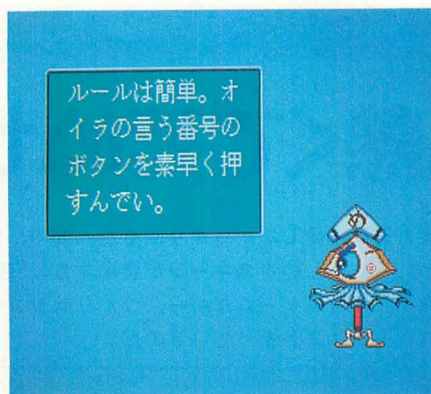 ルールは簡単。オ
イラの言う番号の
ボタンを素早く押
すんでい。
め